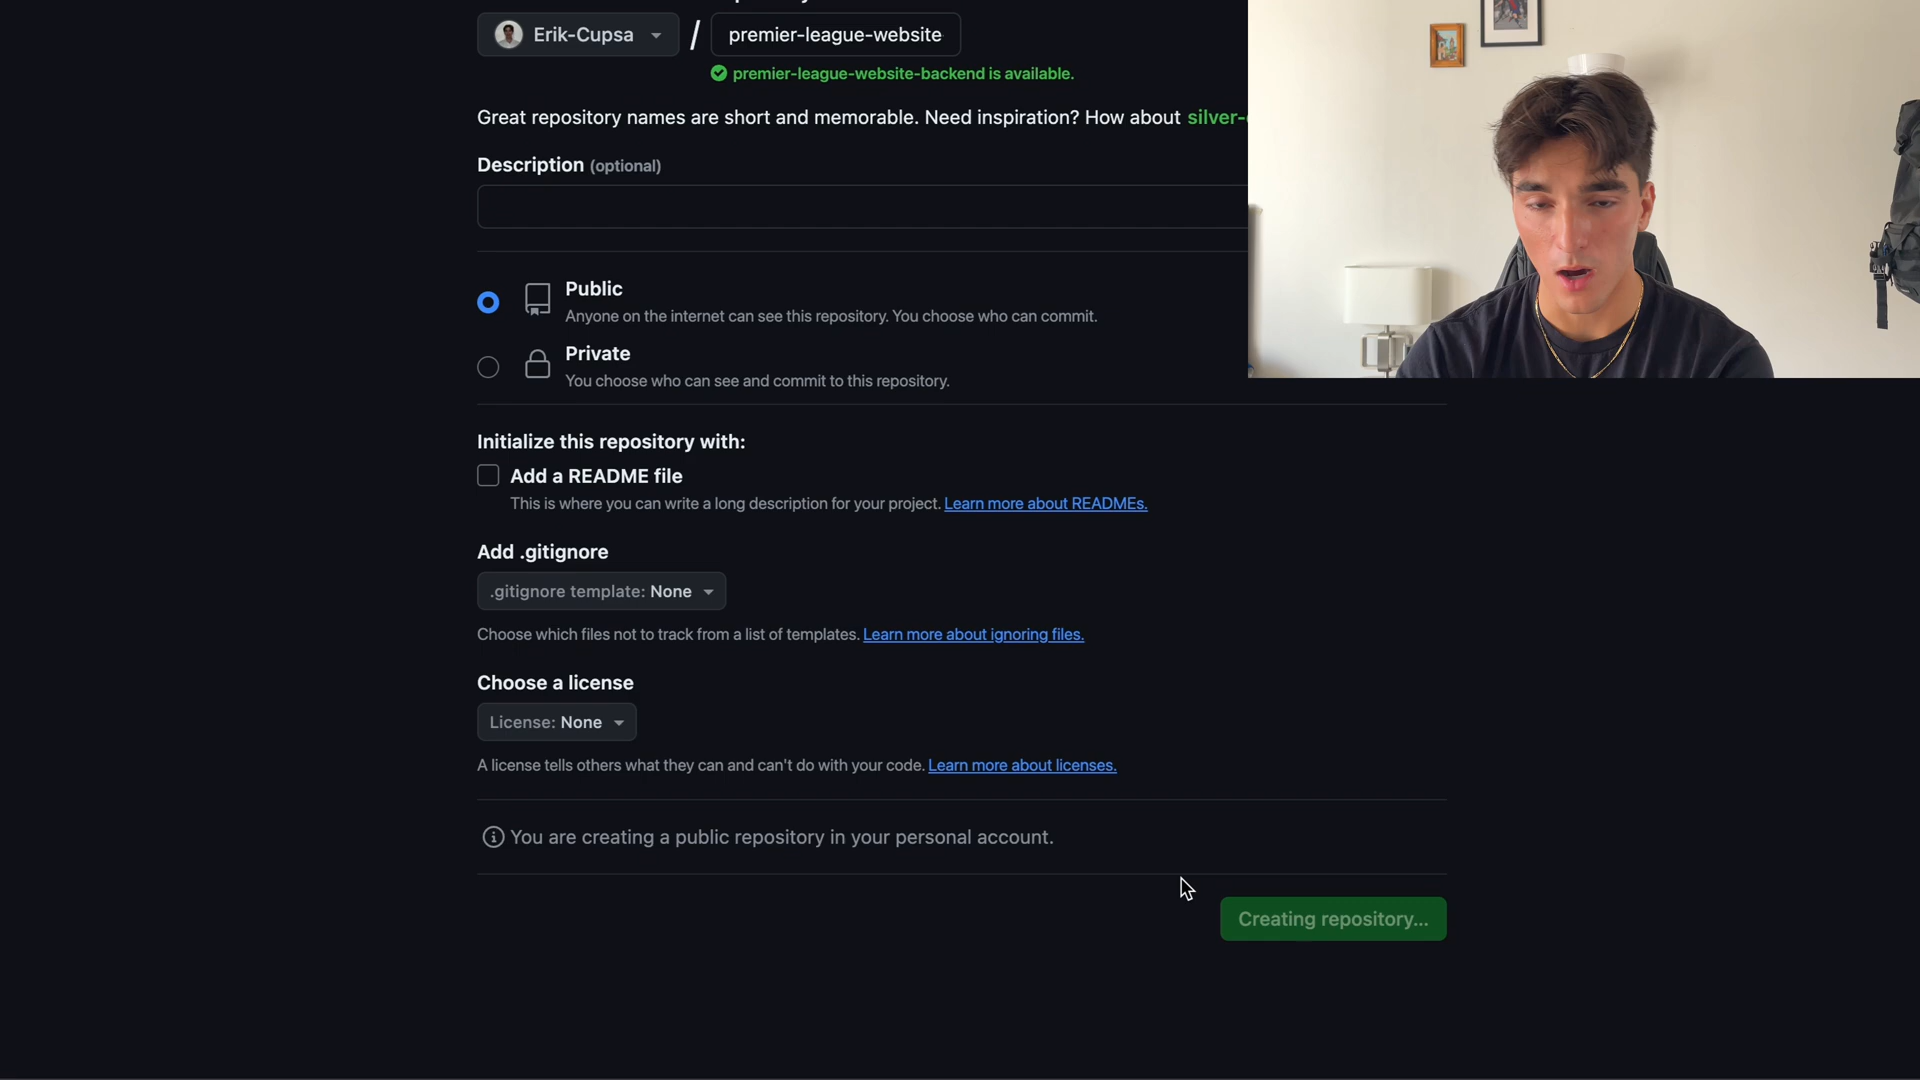 Erik-Cupsa / premier-league-website
premier-league-website-backend is available.
Great repository names are short and memorable. Need inspiration? How about silver-
Description (optional)
Public
Anyone on the internet can see this repository. You choose who can commit.
Private
You choose who can see and commit to this repository.
Initialize this repository with:
Add a README file
This is where you can write a long description for your project. Learn more about READMEs.
Add .gitignore
.gitignore template: None
Choose which files not to track from a list of templates. Learn more about ignoring files.
Choose a license
License: None
A license tells others what they can and can't do with your code. Learn more about licenses.
You are creating a public repository in your personal account.
Creating repository...